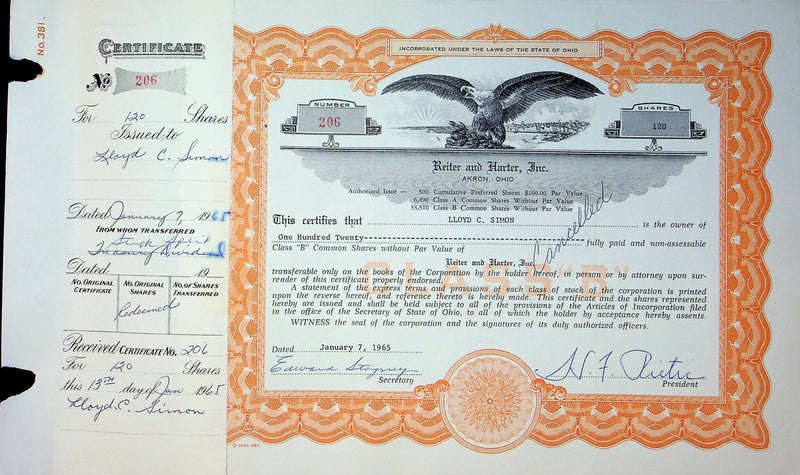 No. 381.
CERTIFICATE
No 206
For 120 Shares
Issued to
Lloyd C. Simon
Dated January 7, 1965
FROM WHOM TRANSFERRED
Stock Split
Treasury Dividend
Dated 19
NO. ORIGINAL CERTIFICATE
NO. ORIGINAL SHARES
NO. OF SHARES TRANSFERRED
Redeemed
Received CERTIFICATE NO. 206
For 120 Shares
this 13TH day of Jan 1965
Lloyd C. Simon
INCORPORATED UNDER THE LAWS OF THE STATE OF OHIO
NUMBER
206
SHARES
120
Reiter and Harter, Inc.
AKRON, OHIO
Authorized Issue — 500 Cumulative Preferred Shares $100.00 Par Value
6,690 Class A Common Shares Without Par Value
33,510 Class B Common Shares Without Par Value
This certifies that LLOYD C. SIMON is the owner of
One Hundred Twenty fully paid and non-assessable
Class "B" Common Shares without Par Value of
Cancelled
Reiter and Harter, Inc.
CLASS "B"
transferable only on the books of the Corporation by the holder hereof, in person or by attorney upon sur-
render of this certificate properly endorsed.
A statement of the express terms and provisions of each class of stock of the corporation is printed
upon the reverse hereof, and reference thereto is hereby made. This certificate and the shares represented
hereby are issued and shall be held subject to all of the provisions of the Articles of Incorporation filed
in the office of the Secretary of State of Ohio, to all of which the holder by acceptance hereby assents.
WITNESS the seal of the corporation and the signatures of its duly authorized officers.
Dated January 7, 1965
Edward
Secretary
H. F. Reiter
President